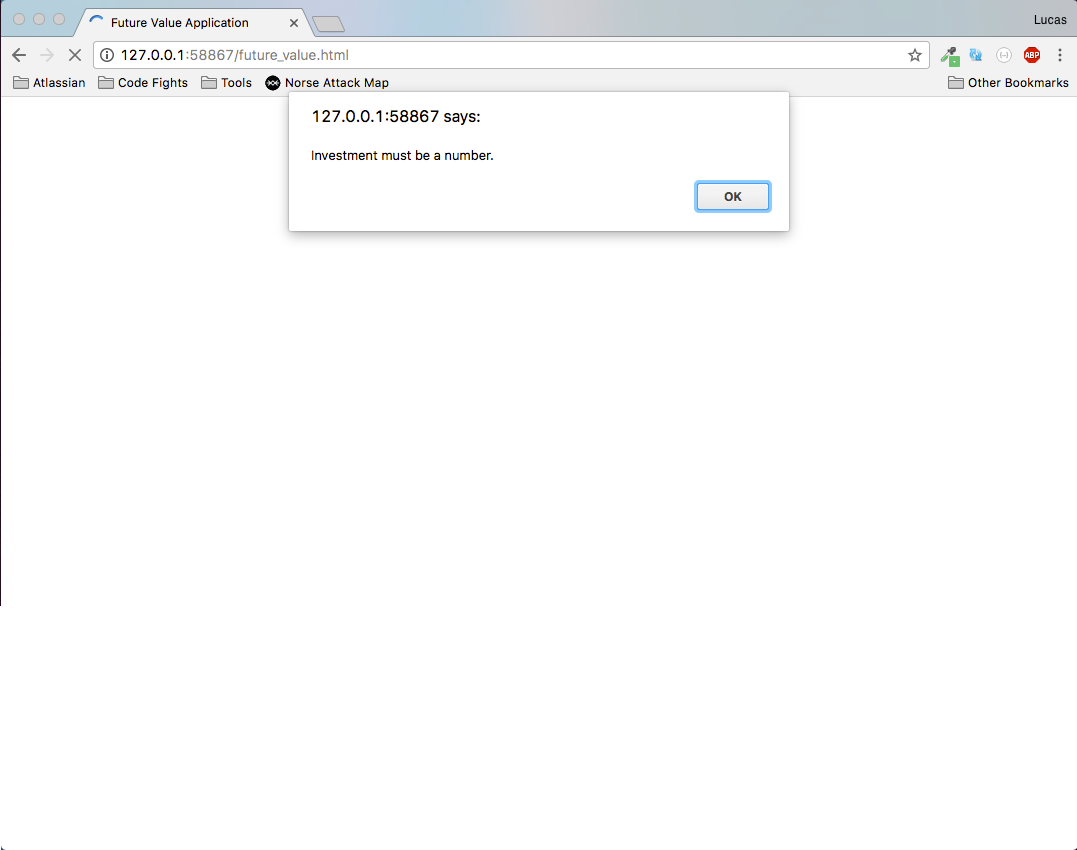 Future Value Application
Lucas
127.0.0.1:58867/future_value.html
ABP
Atlassian Code Fights Tools Norse Attack Map Other Bookmarks
127.0.0.1:58867 says:
Investment must be a number.
OK